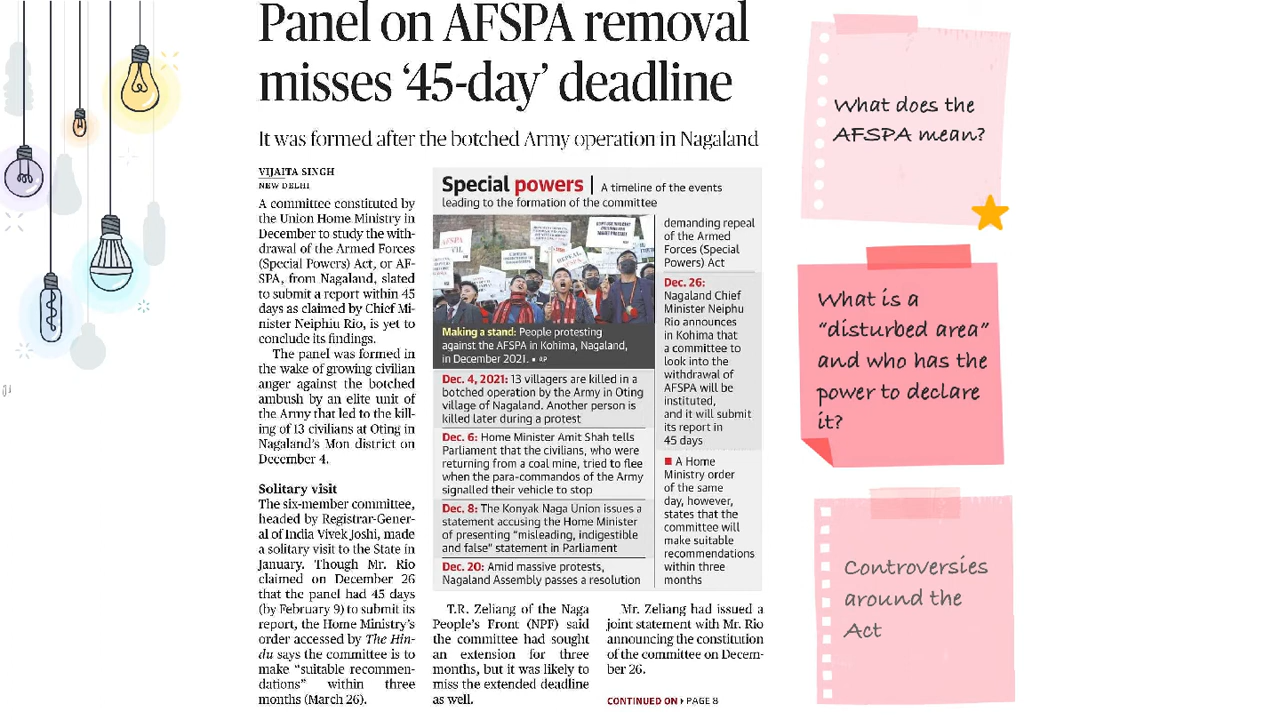 Panel on AFSPA removal
misses ‘45-day’ deadline
It was formed after the botched Army operation in Nagaland
VIJAITA SINGH
NEW DELHI
A committee constituted by
the Union Home Ministry in
December to study the with-
drawal of the Armed Forces
(Special Powers) Act, or AF-
SPA, from Nagaland, slated
to submit a report within 45
days as claimed by Chief Mi-
nister Neiphiu Rio, is yet to
conclude its findings.
The panel was formed in
the wake of growing civilian
anger against the botched
ambush by an elite unit of
the Army that led to the kill-
ing of 13 civilians at Oting in
Nagaland’s Mon district on
December 4.
Solitary visit
The six-member committee,
headed by Registrar-Gener-
al of India Vivek Joshi, made
a solitary visit to the State in
January. Though Mr. Rio
claimed on December 26
that the panel had 45 days
(by February 9) to submit its
report, the Home Ministry’s
order accessed by The Hin-
du says the committee is to
make “suitable recommen-
dations” within three
months (March 26).
Special powers | A timeline of the events
leading to the formation of the committee
AFSPA
REPEAL
Making a stand: People protesting
against the AFSPA in Kohima, Nagaland,
in December 2021. ▪ AP
Dec. 4, 2021: 13 villagers are killed in a
botched operation by the Army in Oting
village of Nagaland. Another person is
killed later during a protest
Dec. 6: Home Minister Amit Shah tells
Parliament that the civilians, who were
returning from a coal mine, tried to flee
when the para-commandos of the Army
signalled their vehicle to stop
Dec. 8: The Konyak Naga Union issues a
statement accusing the Home Minister
of presenting “misleading, indigestible
and false” statement in Parliament
Dec. 20: Amid massive protests,
Nagaland Assembly passes a resolution
demanding repeal
of the Armed
Forces (Special
Powers) Act
Dec. 26:
Nagaland Chief
Minister Neiphu
Rio announces
in Kohima that
a committee to
look into the
withdrawal of
AFSPA will be
instituted,
and it will submit
its report in
45 days
■ A Home
Ministry order
of the same
day, however,
states that the
committee will
make suitable
recommendations
within three
months
T.R. Zeliang of the Naga
People’s Front (NPF) said
the committee had sought
an extension for three
months, but it was likely to
miss the extended deadline
as well.
Mr. Zeliang had issued a
joint statement with Mr. Rio
announcing the constitution
of the committee on Decem-
ber 26.
CONTINUED ON ▸ PAGE 8
What does the
AFSPA mean?
What is a
“disturbed area”
and who has the
power to declare
it?
Controversies
around the
Act